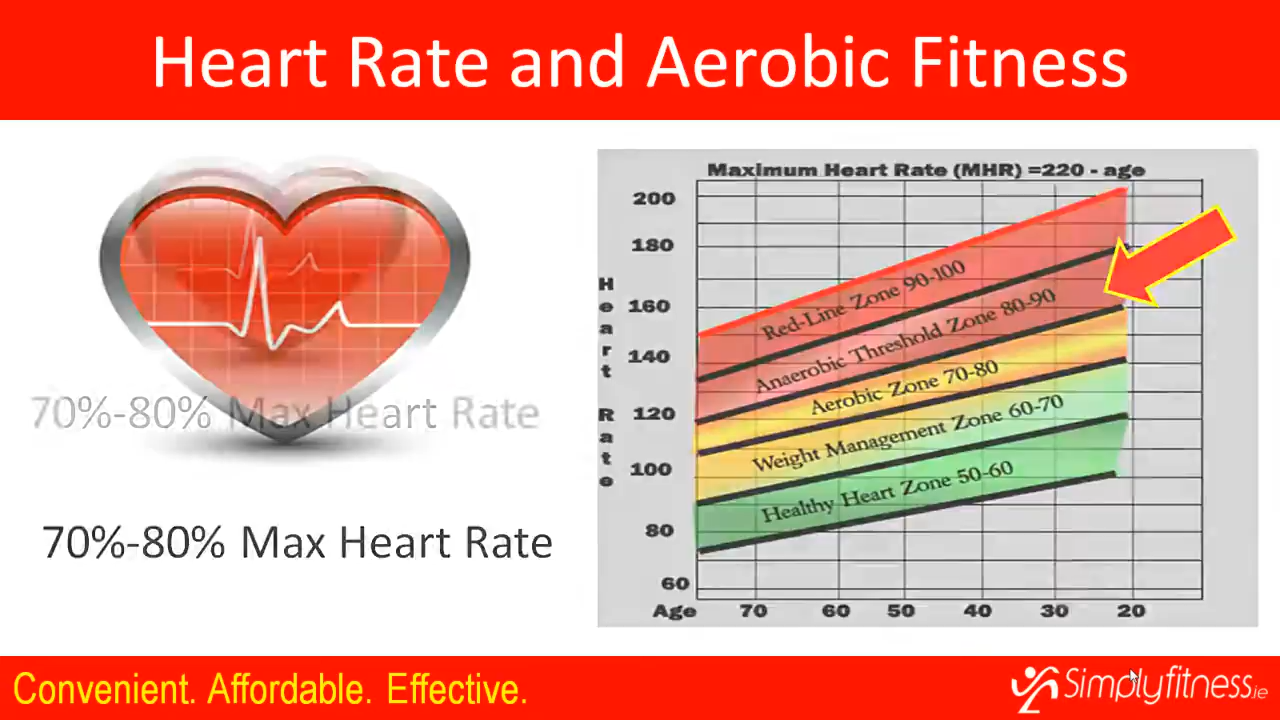 Heart Rate and Aerobic Fitness
70%-80% Max Heart Rate
70%-80% Max Heart Rate
Maximum Heart Rate (MHR) =220 - age
Heart Rate
200
180
160
140
120
100
80
60
Red-Line Zone 90-100
Anaerobic Threshold Zone 80-90
Aerobic Zone 70-80
Weight Management Zone 60-70
Healthy Heart Zone 50-60
Age 70 60 50 40 30 20
Convenient. Affordable. Effective.
Simplyfitness.ie